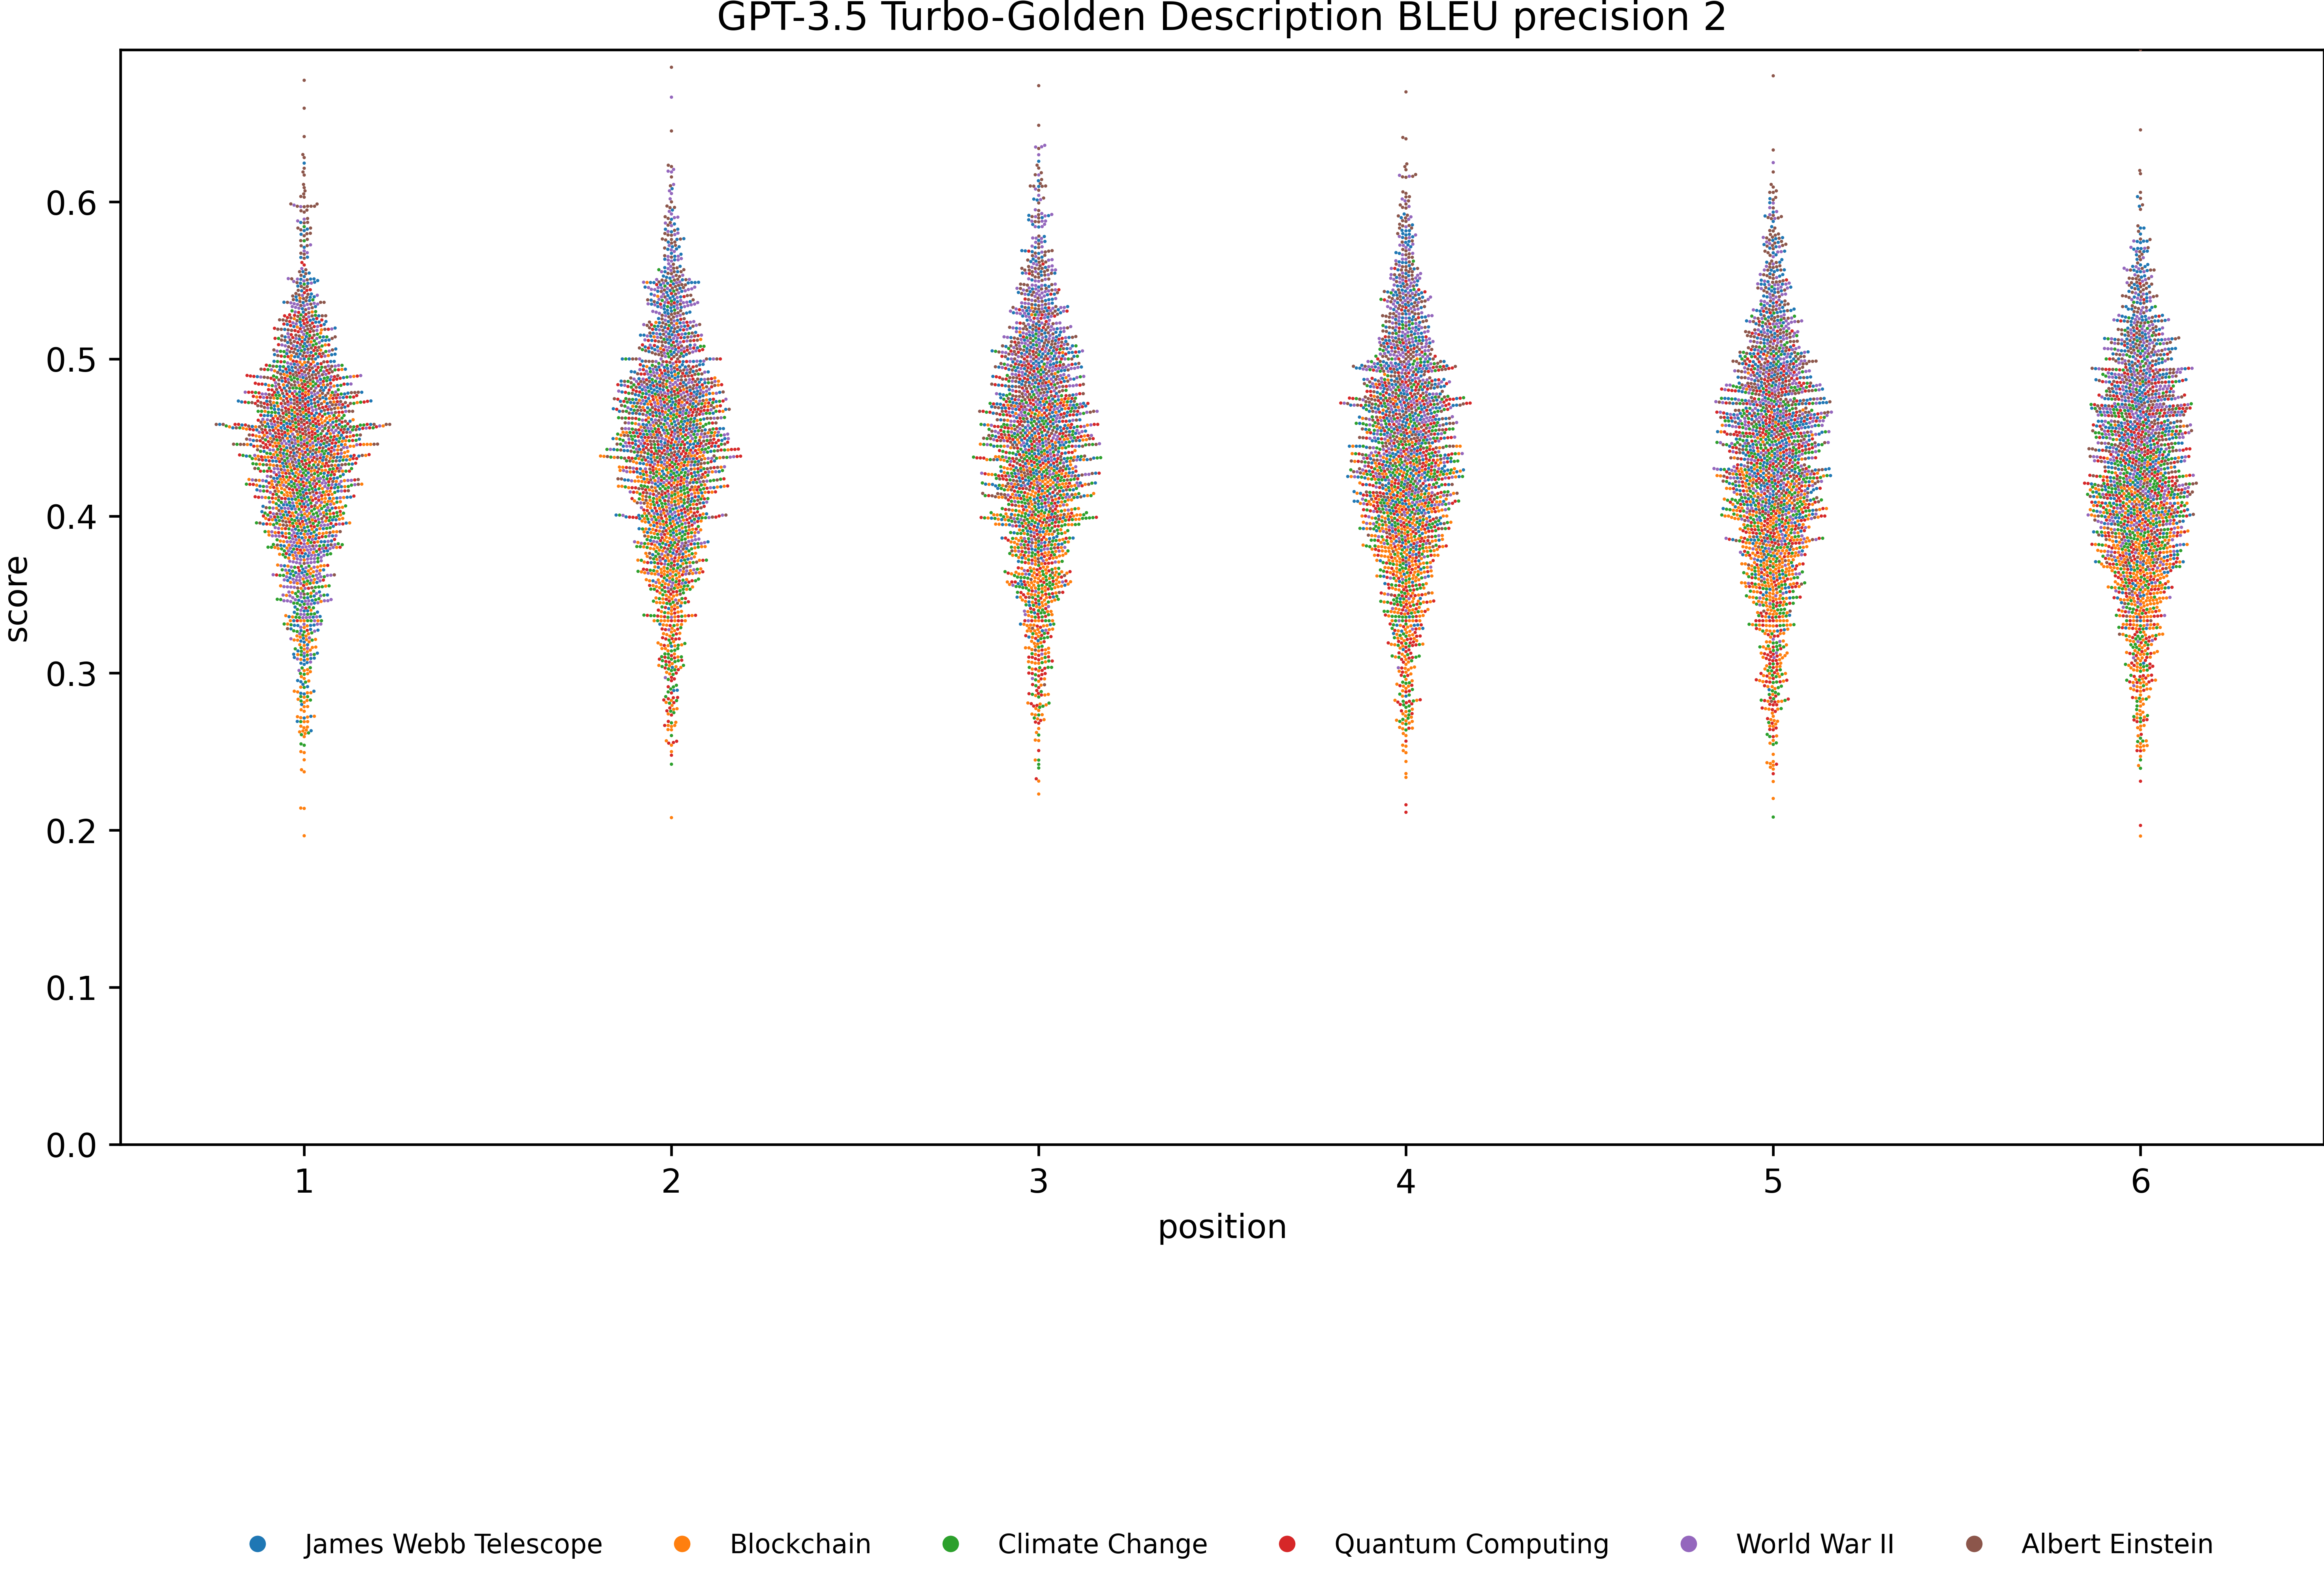 GPT-3.5 Turbo-Golden Description BLEU precision 2
score
0.6
0.5
0.4
0.3
0.2
0.1
0.0
1 2 3 4 5 6
position
James Webb Telescope Blockchain Climate Change Quantum Computing World War II Albert Einstein